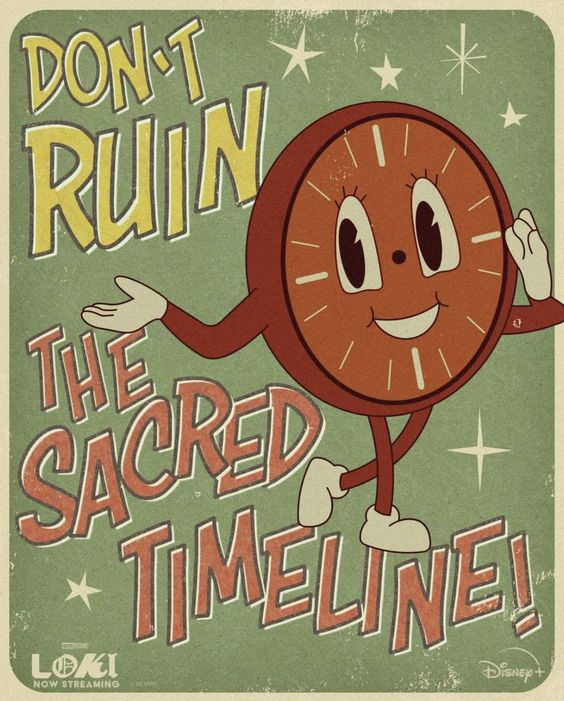 DON'T
RUIN
THE
SACRED
TIMELINE!
LOKI
NOW STREAMING
Disney+